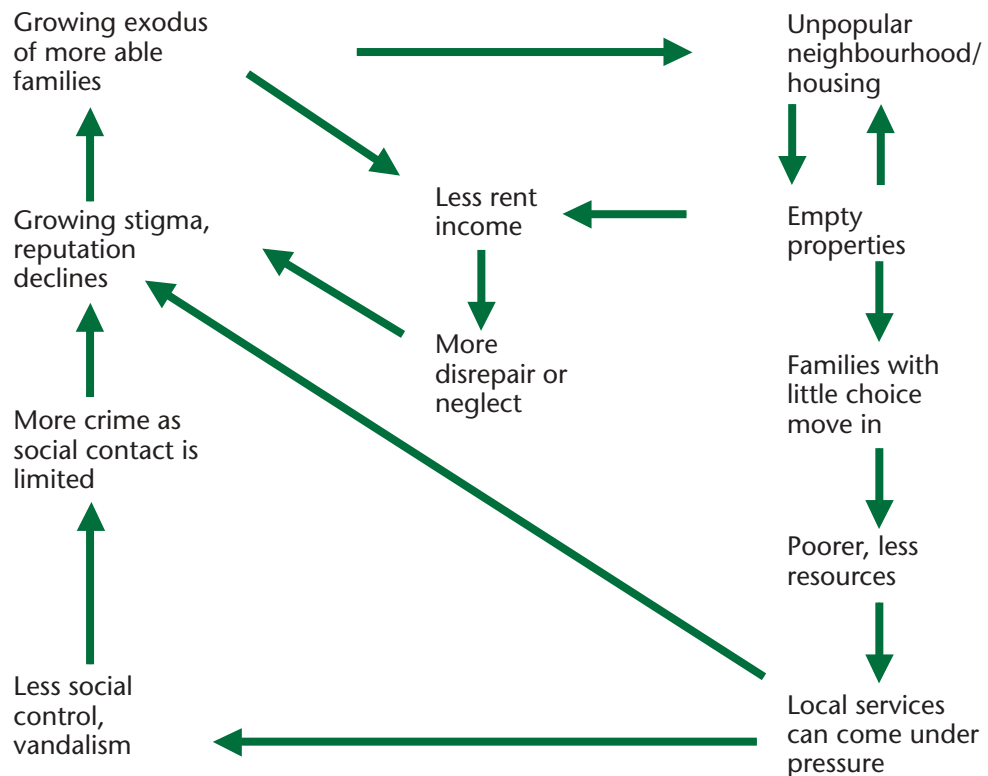 Growing exodus
of more able
families
Unpopular
neighbourhood/
housing
Less rent
income
Growing stigma,
reputation
declines
Empty
properties
More
disrepair or
neglect
Families with
little choice
move in
More crime as
social contact is
limited
Poorer, less
resources
Less social
control,
vandalism
Local services
can come under
pressure